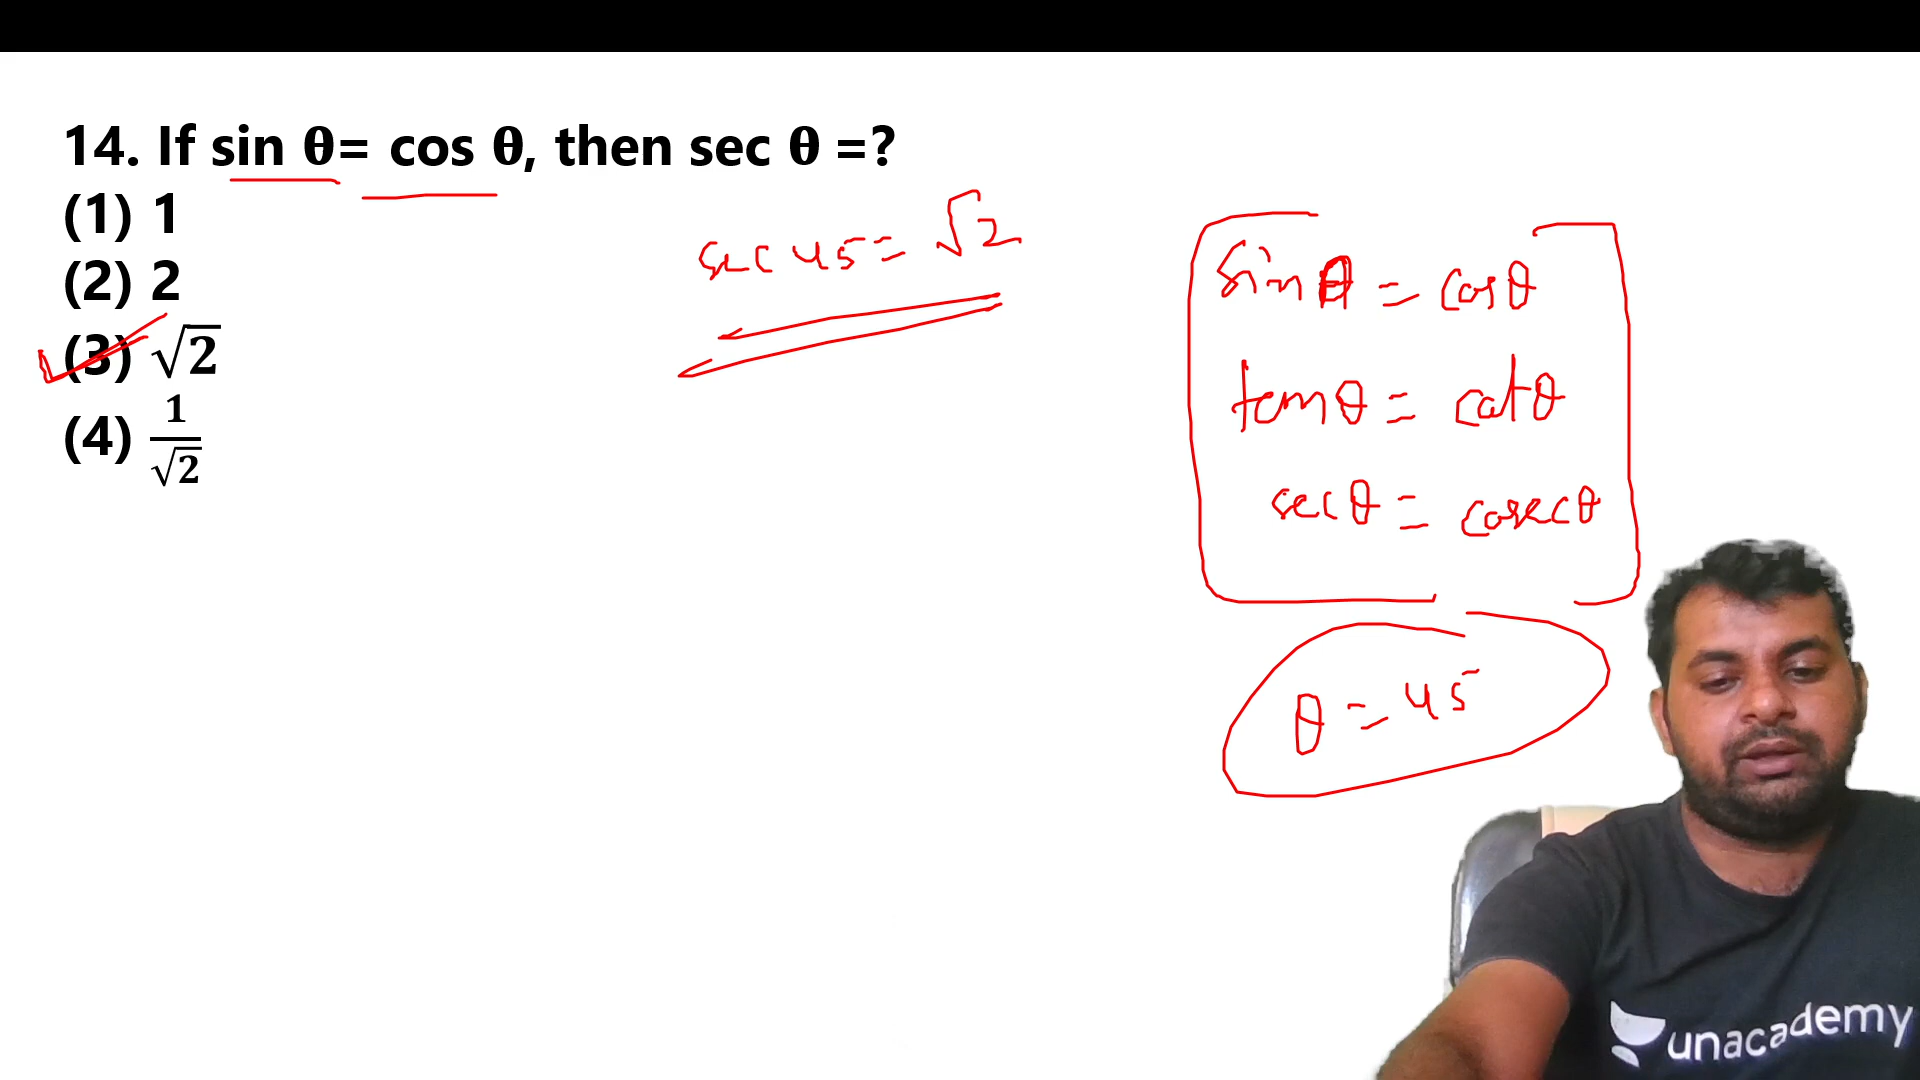 14. If sin θ= cos θ, then sec θ =?
(1) 1
(2) 2
(3) √2
(4) 1/√2
sec 45 = √2
sin θ = cos θ
tan θ = cot θ
sec θ = cosec θ
θ = 45
unacademy